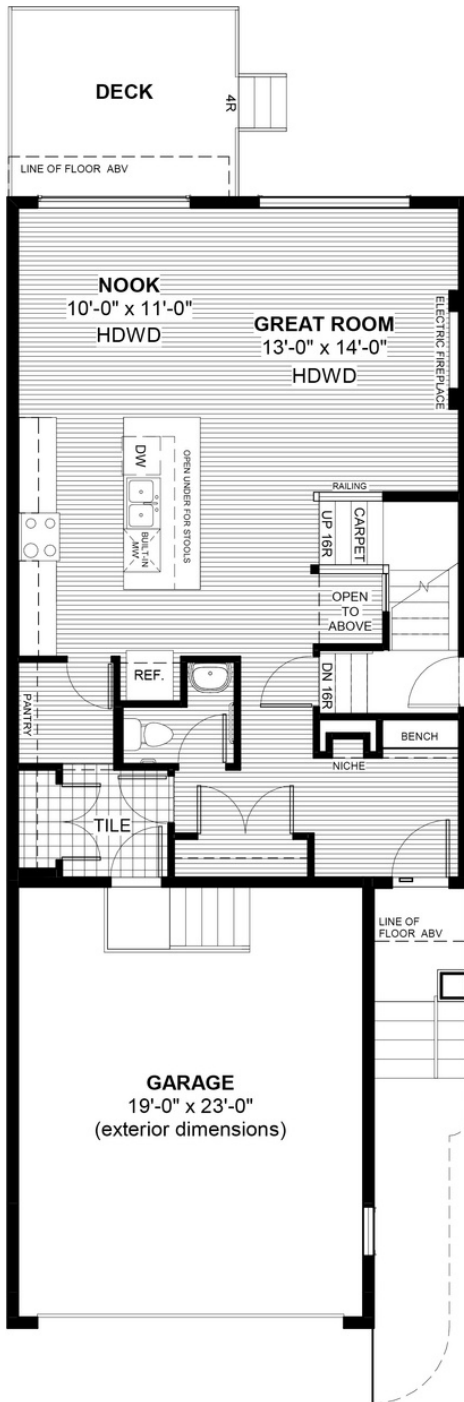 DECK
4R
LINE OF FLOOR ABV
NOOK
10'-0" x 11'-0"
HDWD
GREAT ROOM
13'-0" x 14'-0"
HDWD
ELECTRIC FIREPLACE
DW
OPEN UNDER FOR STOOLS
BUILT-IN
MW
RAILING
UP 16R
CARPET
OPEN
TO
ABOVE
REF.
DN 16R
PANTRY
BENCH
NICHE
TILE
LINE OF
FLOOR ABV
GARAGE
19'-0" x 23'-0"
(exterior dimensions)